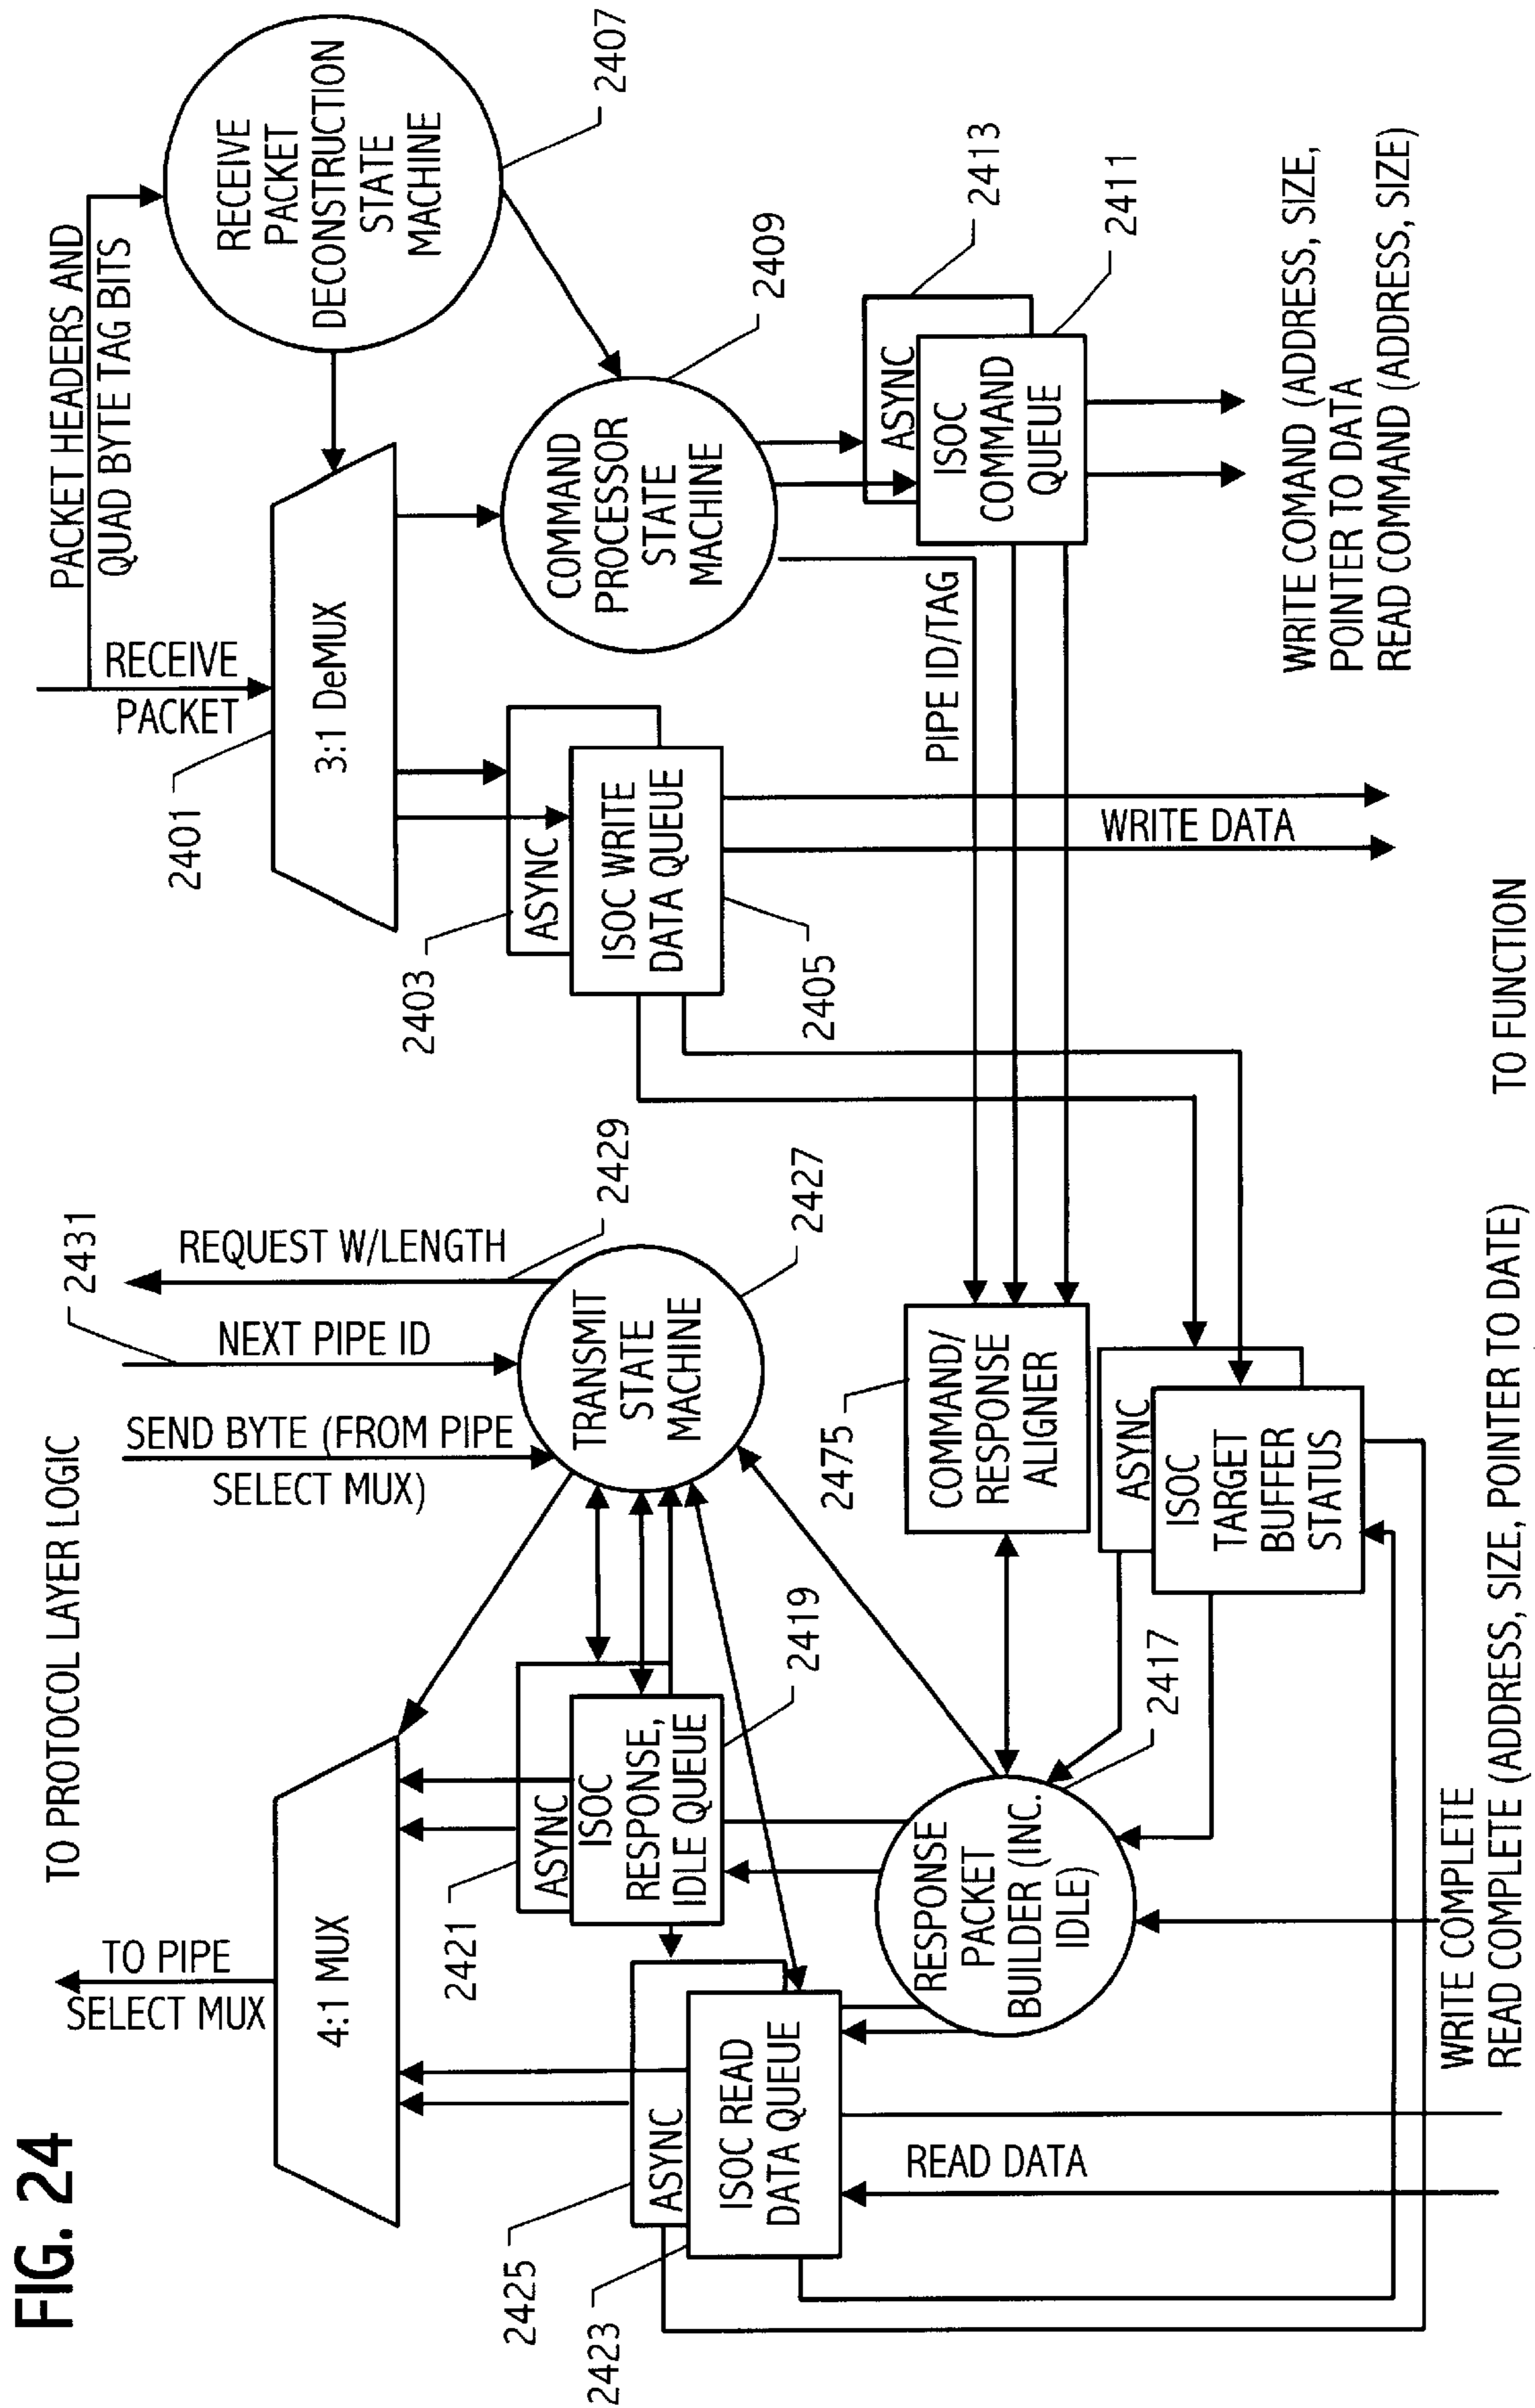 FIG. 24
TO PROTOCOL LAYER LOGIC
TO PIPE
SELECT MUX
4:1 MUX
SEND BYTE (FROM PIPE
SELECT MUX)
NEXT PIPE ID
2431
REQUEST W/LENGTH
2429
TRANSMIT
STATE
MACHINE
2427
2421
ASYNC
ISOC
RESPONSE,
IDLE QUEUE
2419
2425
2423
ASYNC
ISOC READ
DATA QUEUE
READ DATA
RESPONSE
PACKET
BUILDER (INC.
IDLE)
2417
2475
COMMAND/
RESPONSE
ALIGNER
ASYNC
ISOC
TARGET
BUFFER
STATUS
WRITE COMPLETE
READ COMPLETE (ADDRESS, SIZE, POINTER TO DATE)
TO FUNCTION
PACKET HEADERS AND
QUAD BYTE TAG BITS
RECEIVE
PACKET
2401
3:1 DeMUX
RECEIVE
PACKET
DECONSTRUCTION
STATE
MACHINE
2407
2403
ASYNC
ISOC WRITE
DATA QUEUE
2405
WRITE DATA
COMMAND
PROCESSOR
STATE
MACHINE
2409
PIPE ID/TAG
ASYNC
ISOC
COMMAND
QUEUE
2413
2411
WRITE COMAND (ADDRESS, SIZE,
POINTER TO DATA
READ COMMAND (ADDRESS, SIZE)